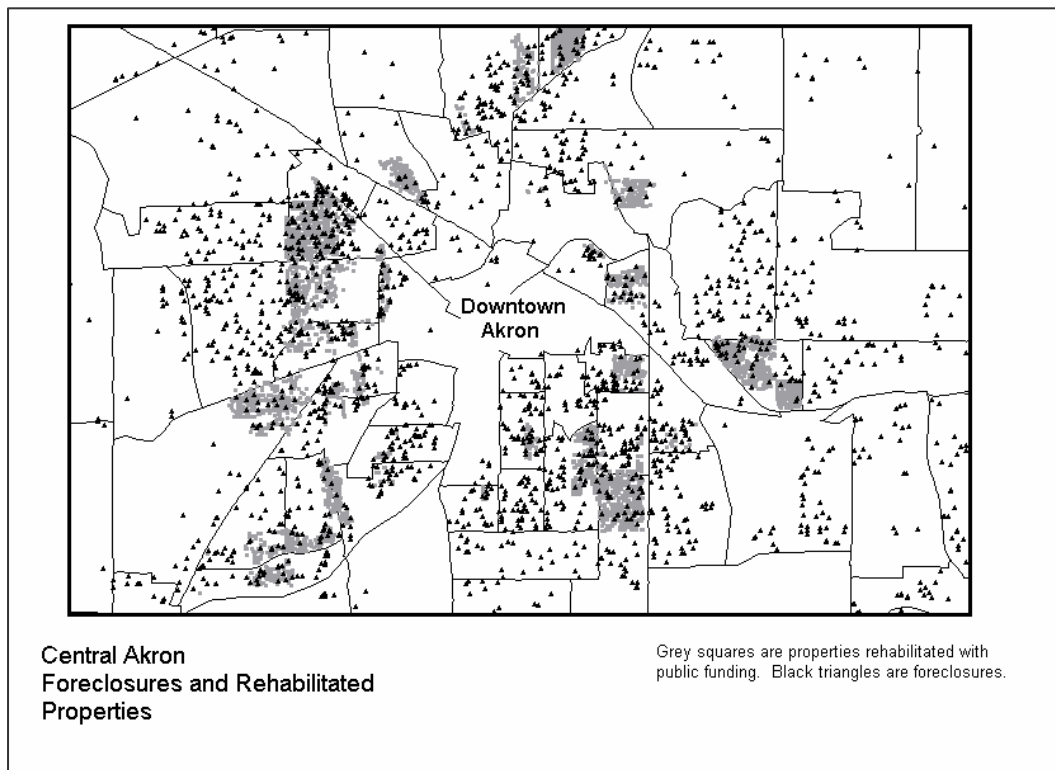 Downtown
Akron
Central Akron
Foreclosures and Rehabilitated
Properties
Grey squares are properties rehabilitated with
public funding.  Black triangles are foreclosures.